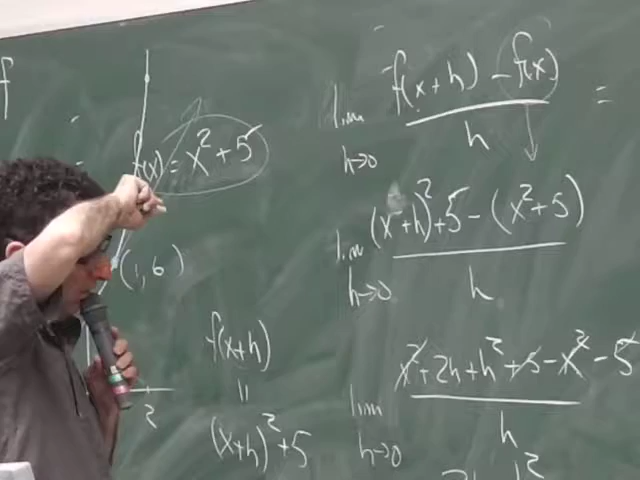 f
f(x) = x² + 5
(1, 6)
2
f(x+h)
=
(x+h)² + 5
lim h→0 (f(x+h) - f(x)) / h =
lim h→0 ((x+h)² + 5 - (x² + 5)) / h
lim h→0 (x² + 2h + h² + 5 - x² - 5) / h